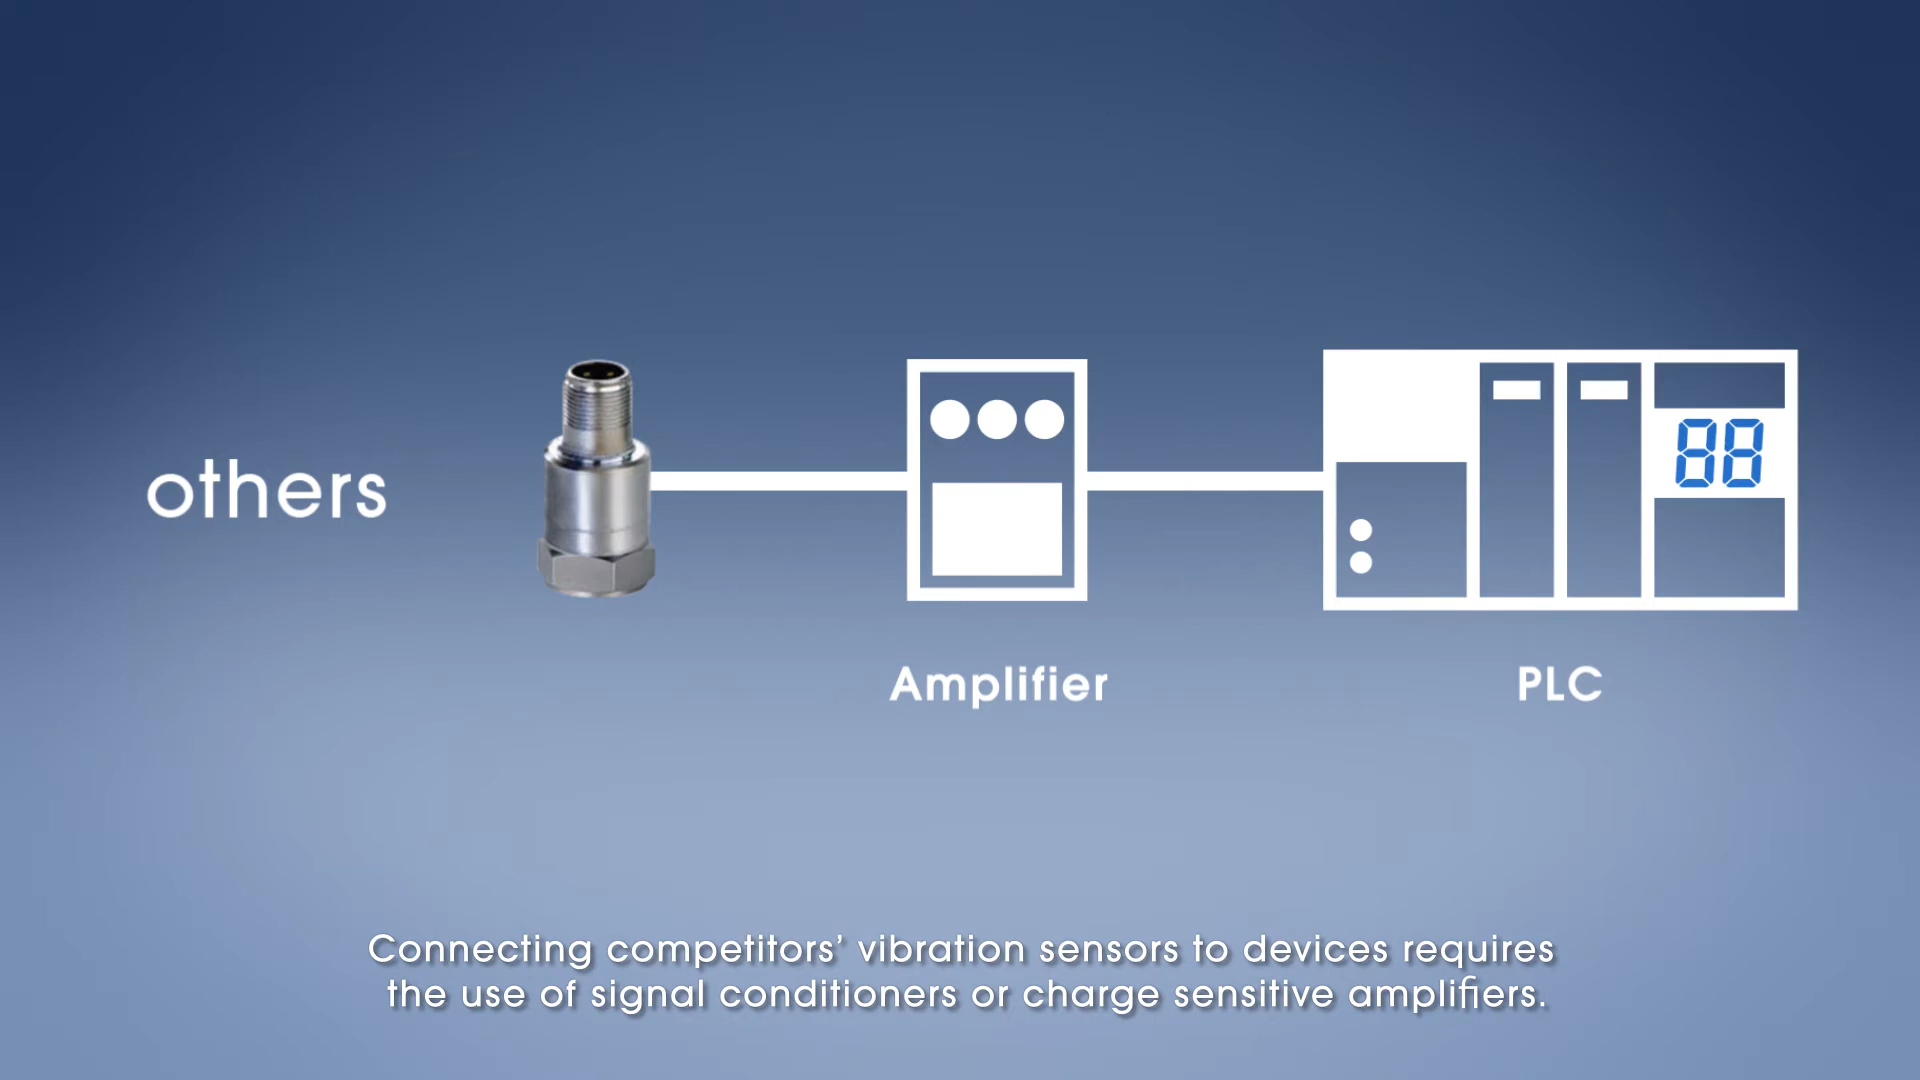 others
88
Amplifier
PLC
Connecting competitors’ vibration sensors to devices requires
the use of signal conditioners or charge sensitive amplifiers.